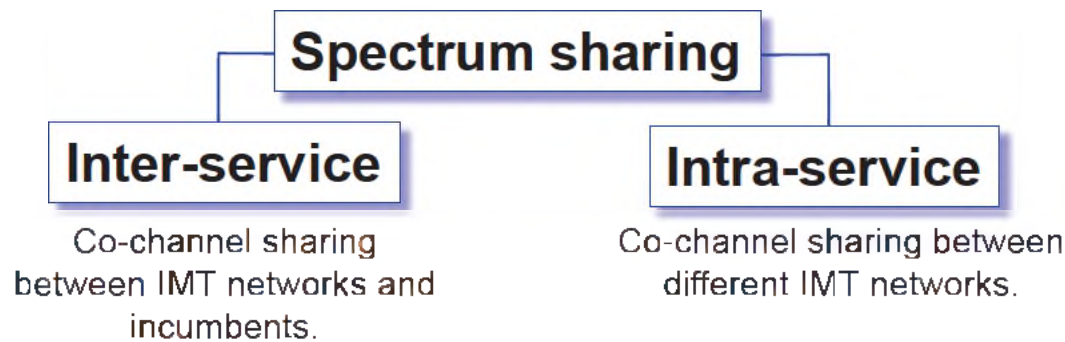 Spectrum sharing
Inter-service
Co-channel sharing
between IMT networks and
incumbents.
Intra-service
Co-channel sharing between
different IMT networks.